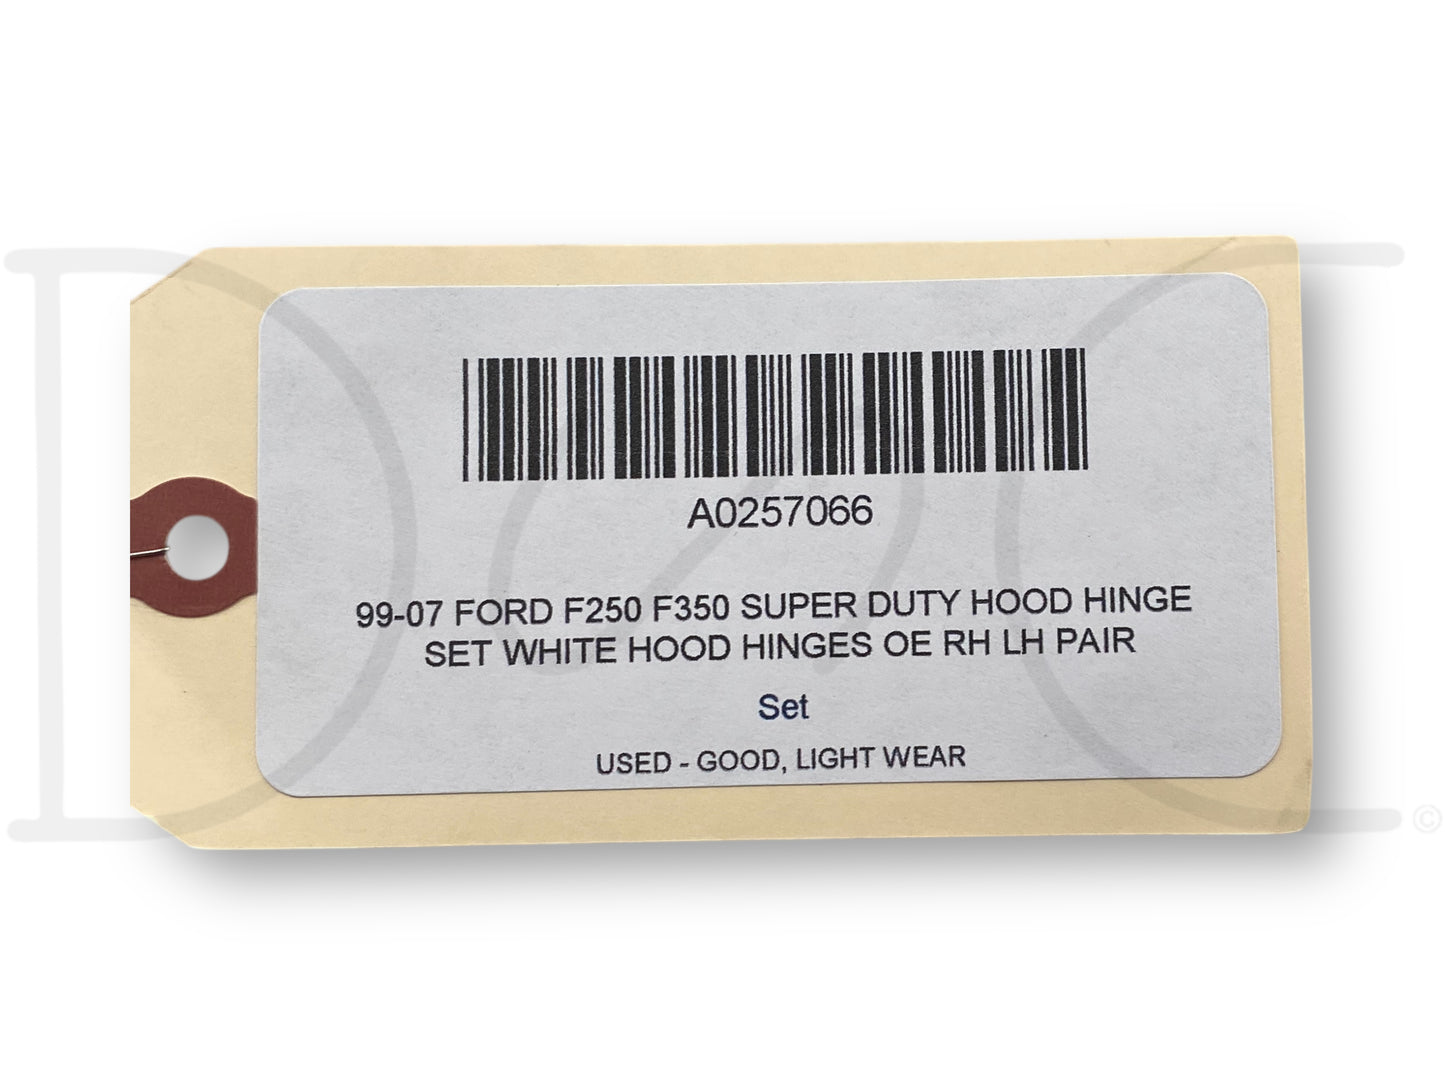 A0257066
99-07 FORD F250 F350 SUPER DUTY HOOD HINGE
SET WHITE HOOD HINGES OE RH LH PAIR
Set
USED - GOOD, LIGHT WEAR
©